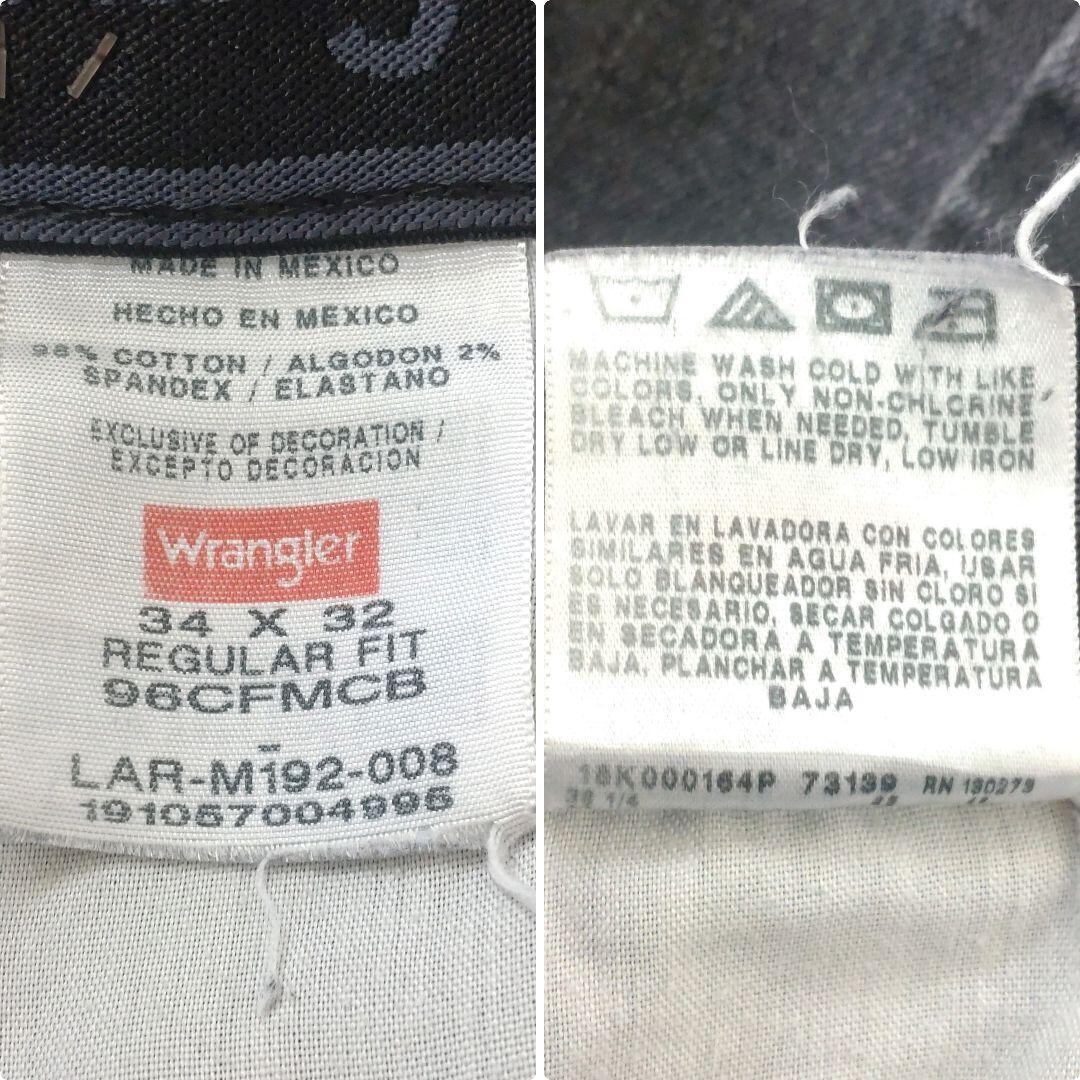 MADE IN MEXICO
HECHO EN MEXICO
98% COTTON / ALGODON 2%
SPANDEX / ELASTANO
EXCLUSIVE OF DECORATION /
EXCEPTO DECORACION
Wrangler
34 X 32
REGULAR FIT
96CFMCB
LAR-M192-008
191057004995
MACHINE WASH COLD WITH LIKE
COLORS, ONLY NON-CHLORINE
BLEACH WHEN NEEDED, TUMBLE
DRY LOW OR LINE DRY, LOW IRON
LAVAR EN LAVADORA CON COLORES
SIMILARES EN AGUA FRIA, USAR
SOLO BLANQUEADOR SIN CLORO SI
ES NECESARIO, SECAR COLGADO O
EN SECADORA A TEMPERATURA
BAJA, PLANCHAR A TEMPERATURA
BAJA
18K000164P 73139 RN 130273